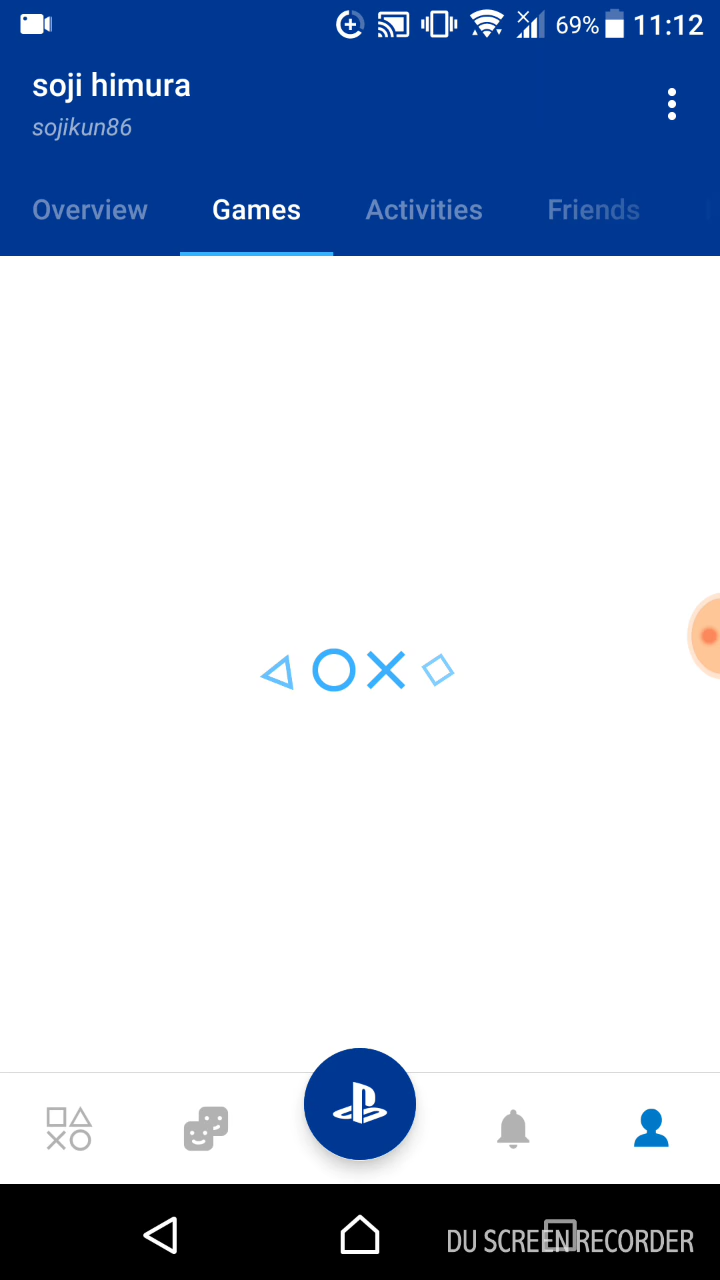 69% 11:12
soji himura
sojikun86
Overview Games Activities Friends
DU SCREEN RECORDER